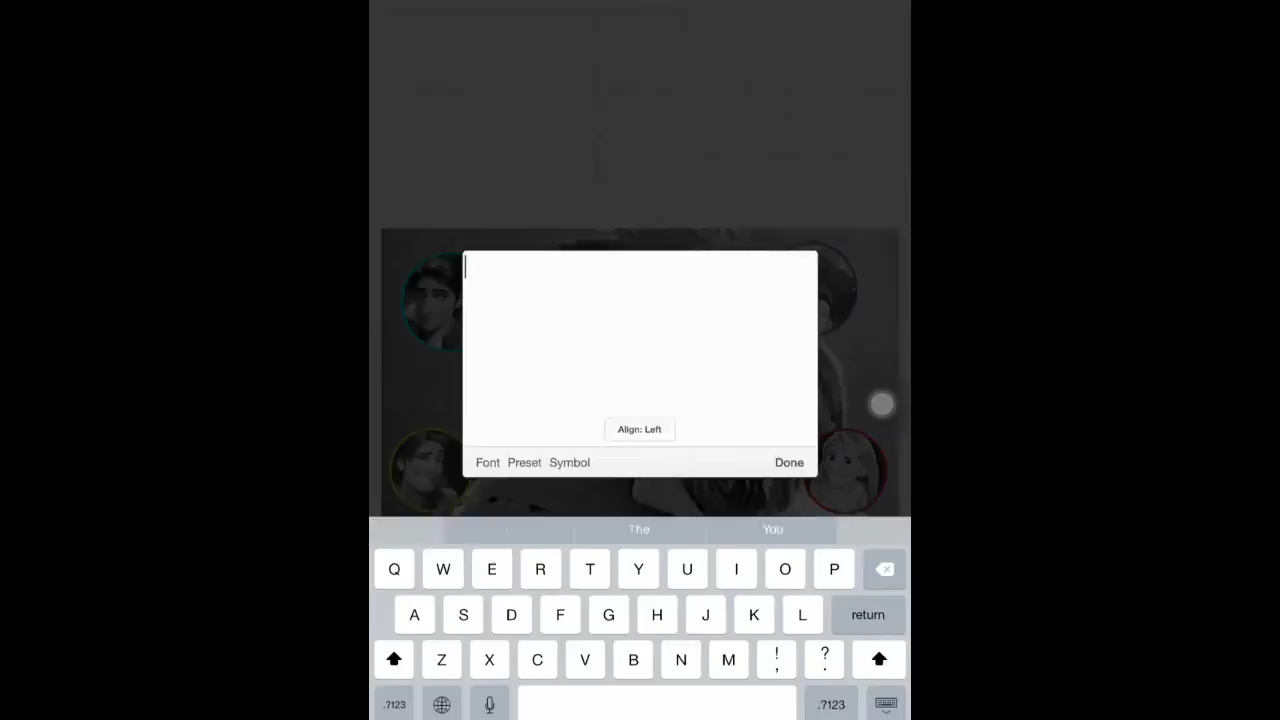 Align: Left
Font Preset Symbol Done
I The You
Q W E R T Y U I O P
A S D F G H J K L return
Z X C V B N M ! , ? .
.?123 .?123